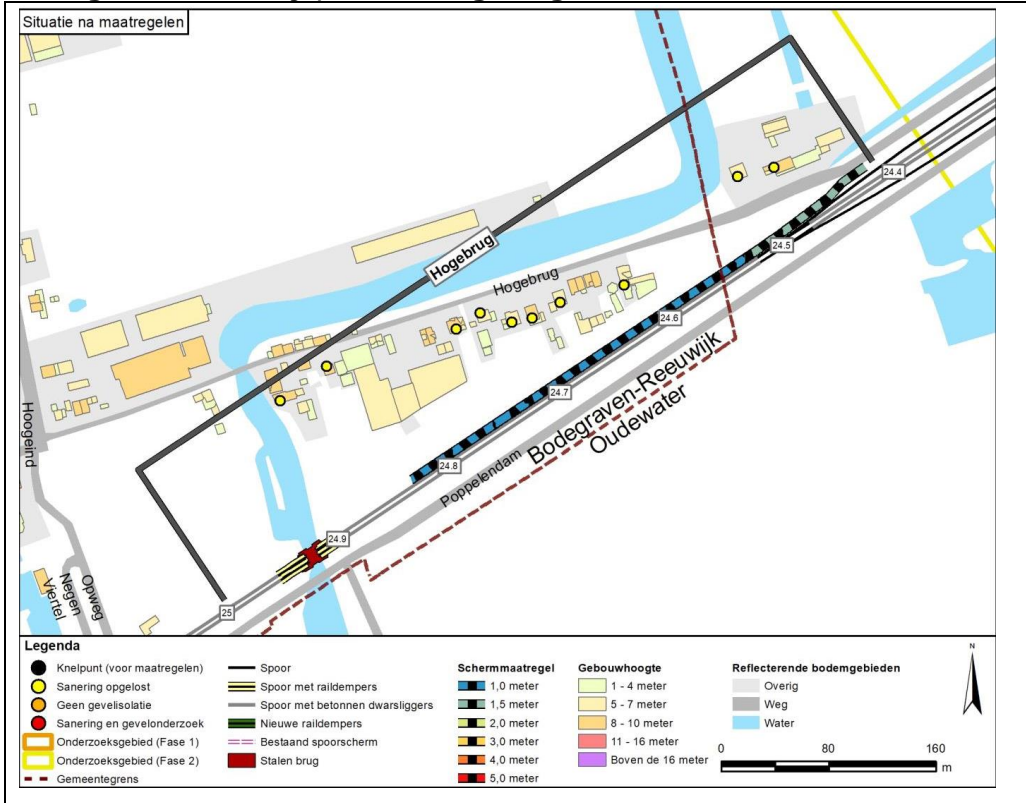 Situatie na maatregelen
24.4
Hogebrug
24.5
Hogebrug
24.6
24.7
Bodegraven-Reeuwijk
Oudewater
Hoogeind
24.8
Poppelendam
24.9
Negen
Viertel
Opweg
25
Legenda
Knelpunt (voor maatregelen)
Sanering opgelost
Geen gevelisolatie
Sanering en gevelonderzoek
Onderzoeksgebied (Fase 1)
Onderzoeksgebied (Fase 2)
Gemeentegrens
Spoor
Spoor met raildempers
Spoor met betonnen dwarsliggers
Nieuwe raildempers
Bestaand spoorscherm
Stalen brug
Schermmaatregel
1,0 meter
1,5 meter
2,0 meter
3,0 meter
4,0 meter
5,0 meter
Gebouwhoogte
1 - 4 meter
5 - 7 meter
8 - 10 meter
11 - 16 meter
Boven de 16 meter
Reflecterende bodemgebieden
Overig
Weg
Water
N
0 80 160
m